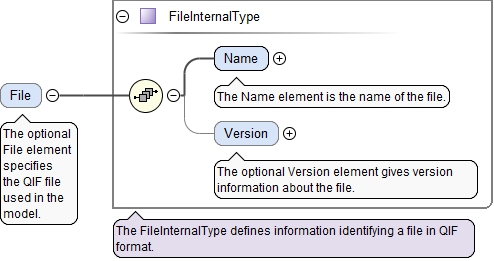 FileInternalType
Name
The Name element is the name of the file.
File
The optional
File element
specifies
the QIF file
used in the
model.
Version
The optional Version element gives version
information about the file.
The FileInternalType defines information identifying a file in QIF
format.